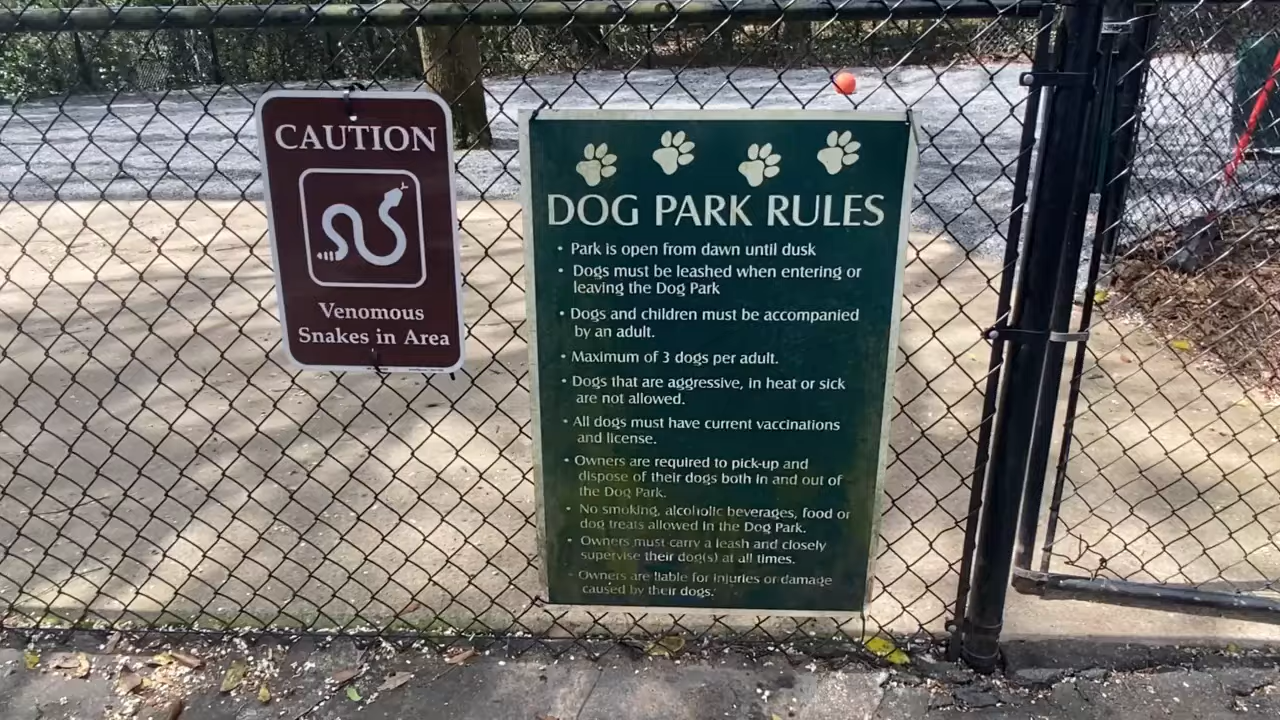 CAUTION
Venomous
Snakes in Area
DOG PARK RULES
• Park is open from dawn until dusk
• Dogs must be leashed when entering or
leaving the Dog Park
• Dogs and children must be accompanied
by an adult.
• Maximum of 3 dogs per adult.
• Dogs that are aggressive, in heat or sick
are not allowed.
• All dogs must have current vaccinations
and license.
• Owners are required to pick-up and
dispose of their dogs both in and out of
the Dog Park.
• No smoking, alcoholic beverages, food or
dog treats allowed in the Dog Park.
• Owners must carry a leash and closely
supervise their dog(s) at all times.
• Owners are liable for injuries or damage
caused by their dogs.